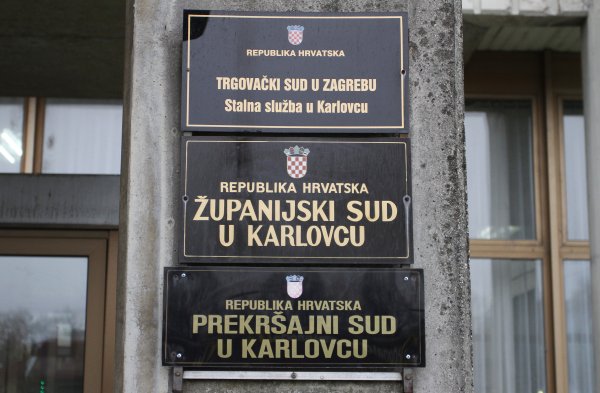 REPUBLIKA HRVATSKA
TRGOVAČKI SUD U ZAGREBU
Stalna služba u Karlovcu
REPUBLIKA HRVATSKA
ŽUPANIJSKI SUD
U KARLOVCU
REPUBLIKA HRVATSKA
PREKRŠAJNI SUD
U KARLOVCU